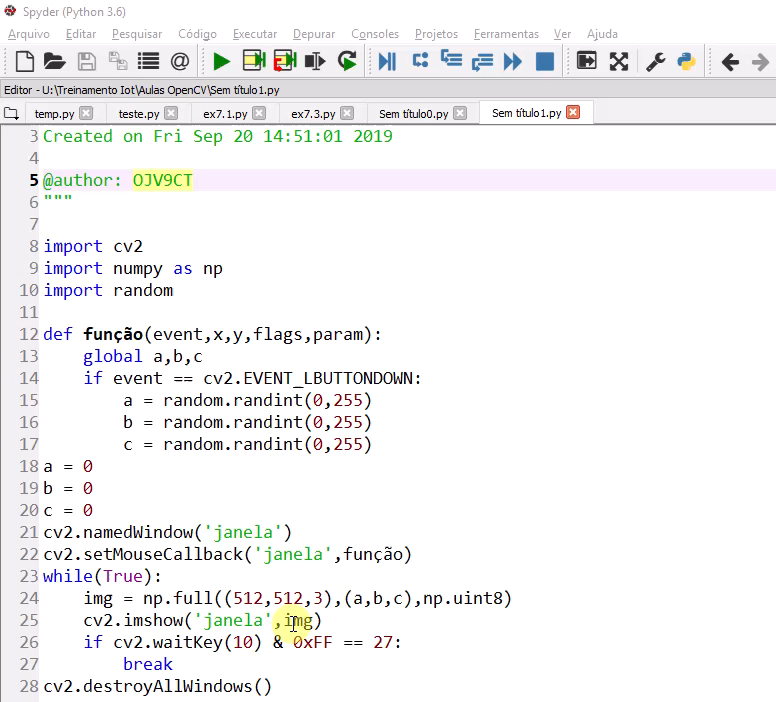 Spyder (Python 3.6)
Arquivo Editar Pesquisar Código Executar Depurar Consoles Projetos Ferramentas Ver Ajuda
Editor - U:\Treinamento Iot\Aulas OpenCV\Sem título1.py
temp.py teste.py ex7.1.py ex7.3.py Sem título0.py Sem título1.py
3 Created on Fri Sep 20 14:51:01 2019
4
5 @author: OJV9CT
6 """
7
8 import cv2
9 import numpy as np
10 import random
11
12 def função(event,x,y,flags,param):
13     global a,b,c
14     if event == cv2.EVENT_LBUTTONDOWN:
15         a = random.randint(0,255)
16         b = random.randint(0,255)
17         c = random.randint(0,255)
18 a = 0
19 b = 0
20 c = 0
21 cv2.namedWindow('janela')
22 cv2.setMouseCallback('janela',função)
23 while(True):
24     img = np.full((512,512,3),(a,b,c),np.uint8)
25     cv2.imshow('janela',img)
26     if cv2.waitKey(10) & 0xFF == 27:
27         break
28 cv2.destroyAllWindows()